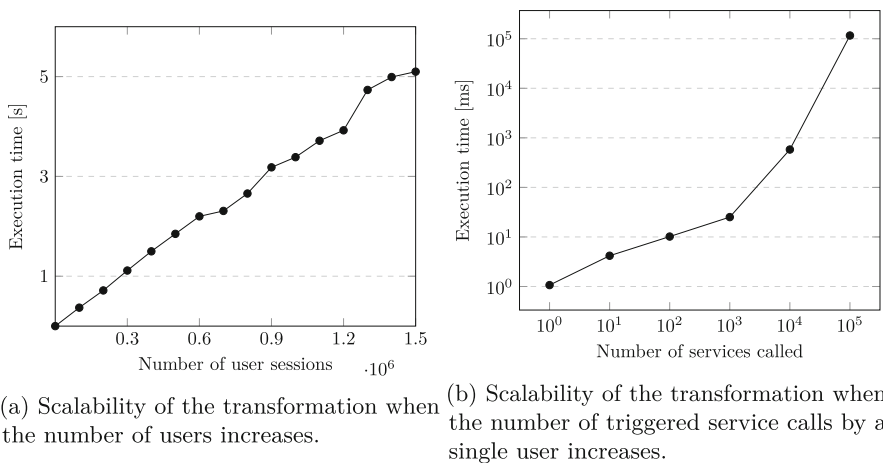 5
3
1
Execution time [s]
0.3 0.6 0.9 1.2 1.5
Number of user sessions
·10^6
(a) Scalability of the transformation when
the number of users increases.
10^5
10^4
10^3
10^2
10^1
10^0
Execution time [ms]
10^0 10^1 10^2 10^3 10^4 10^5
Number of services called
(b) Scalability of the transformation when
the number of triggered service calls by a
single user increases.